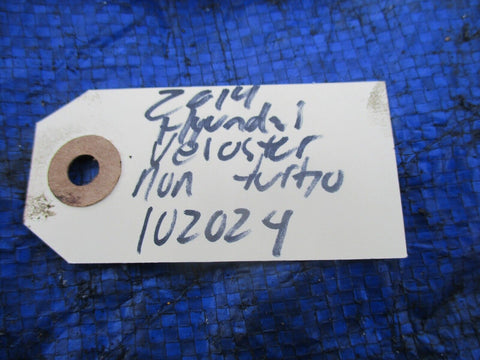 2014
Hyundai
Veloster
non turbo
102024